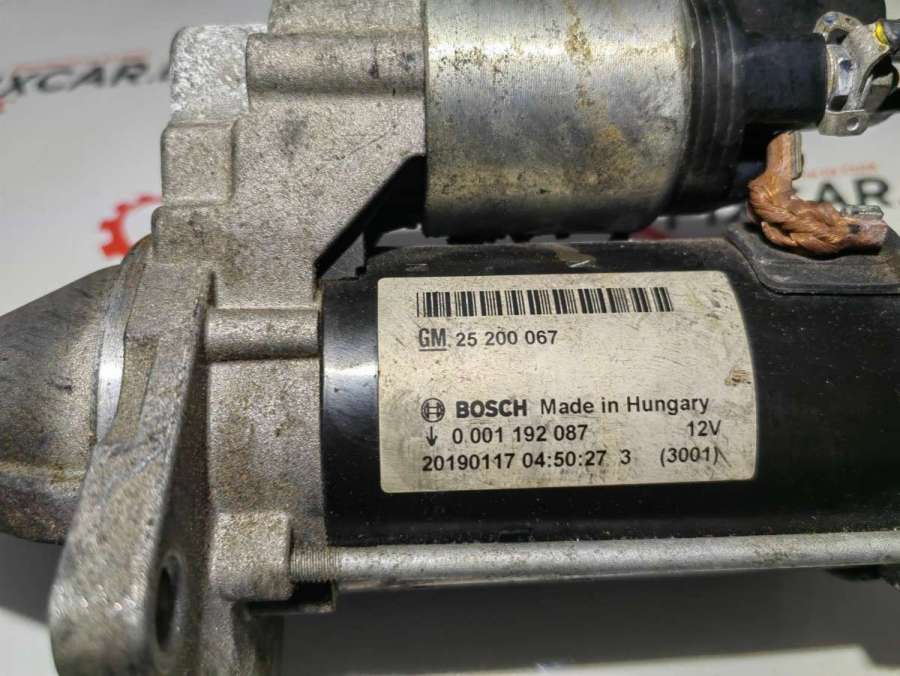 GM 25 200 067
BOSCH Made in Hungary
0 001 192 087 12V
20190117 04:50:27 3 (3001)